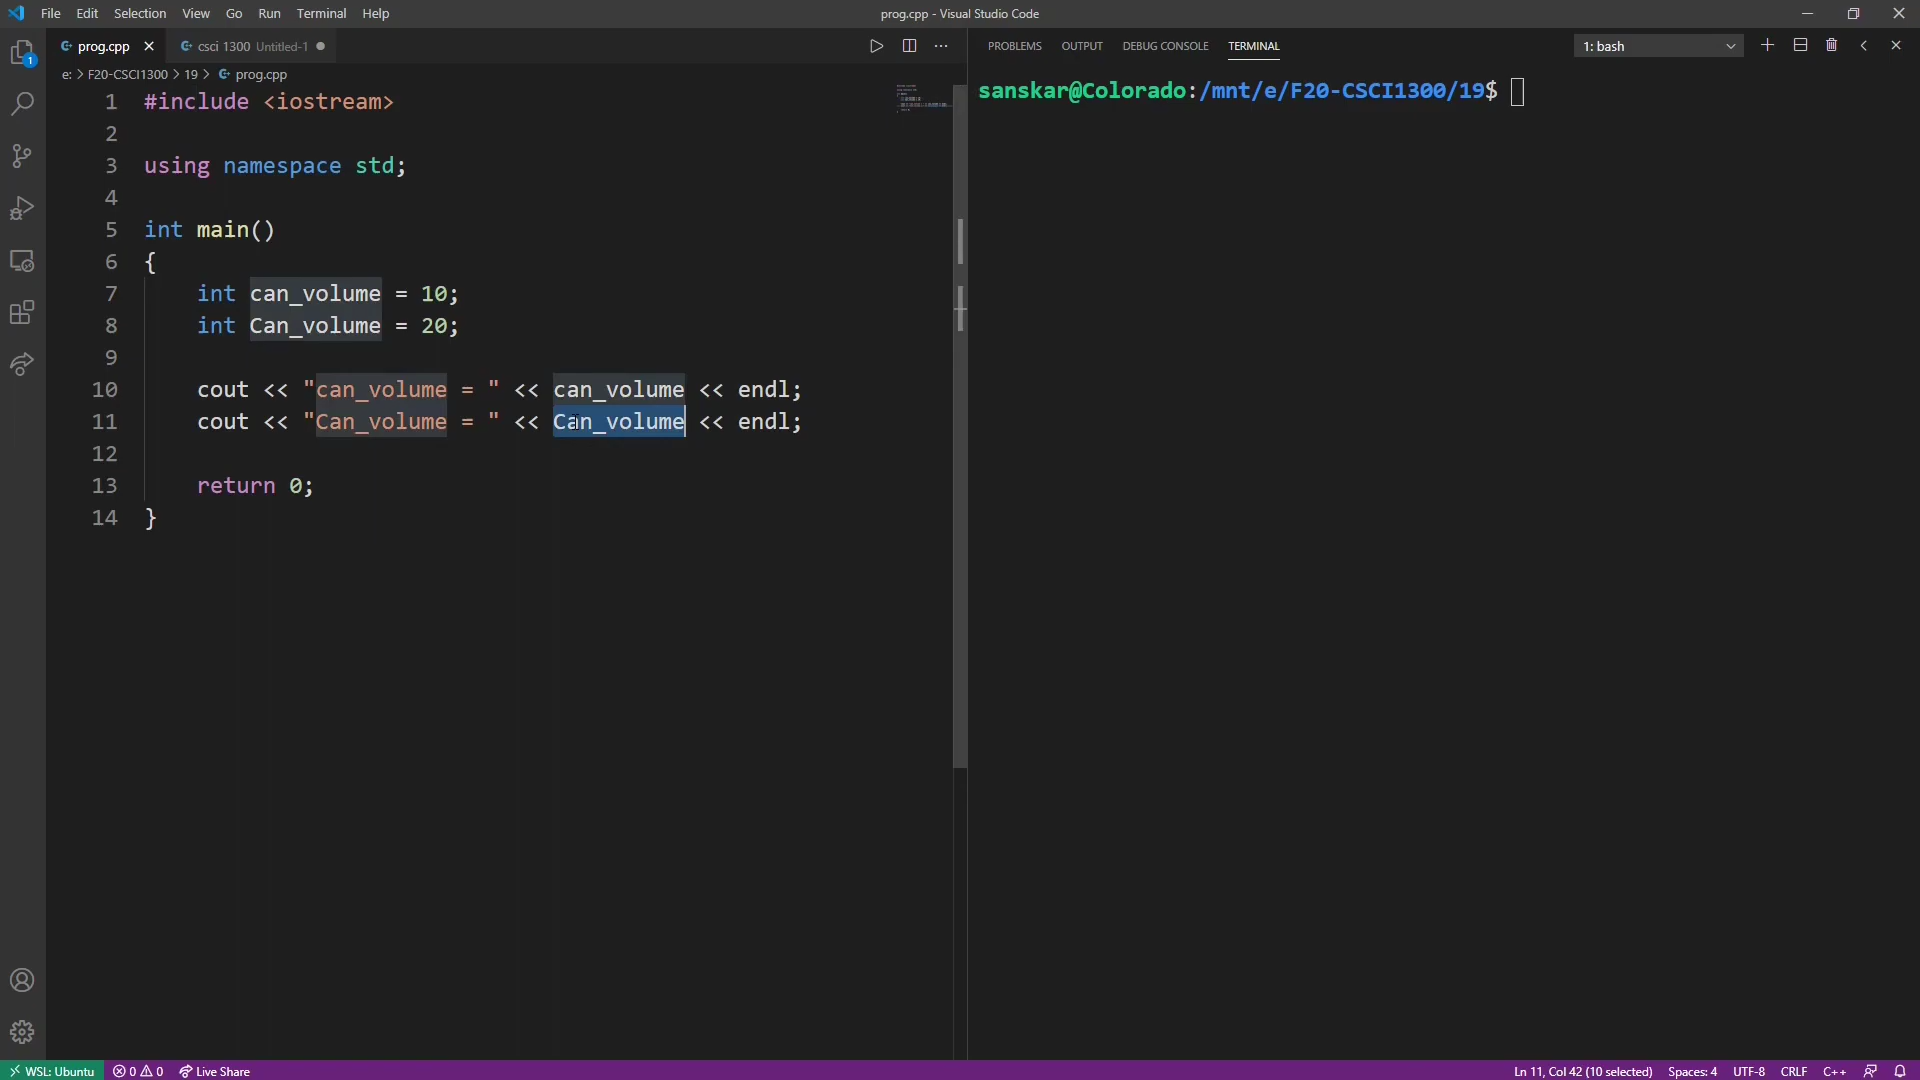 File Edit Selection View Go Run Terminal Help
prog.cpp - Visual Studio Code
prog.cpp
csci 1300 Untitled-1
e: > F20-CSCI1300 > 19 > prog.cpp
1 #include <iostream>
2
3 using namespace std;
4
5 int main()
6 {
7 int can_volume = 10;
8 int Can_volume = 20;
9
10 cout << "can_volume = " << can_volume << endl;
11 cout << "Can_Volume = " << Can_volume << endl;
12
13 return 0;
14 }
PROBLEMS OUTPUT DEBUG CONSOLE TERMINAL
1: bash
sanskar@Colorado:/mnt/e/F20-CSCI1300/19$
1
WSL: Ubuntu 0 0 Live Share
Ln 11, Col 42 (10 selected) Spaces: 4 UTF-8 CRLF C++